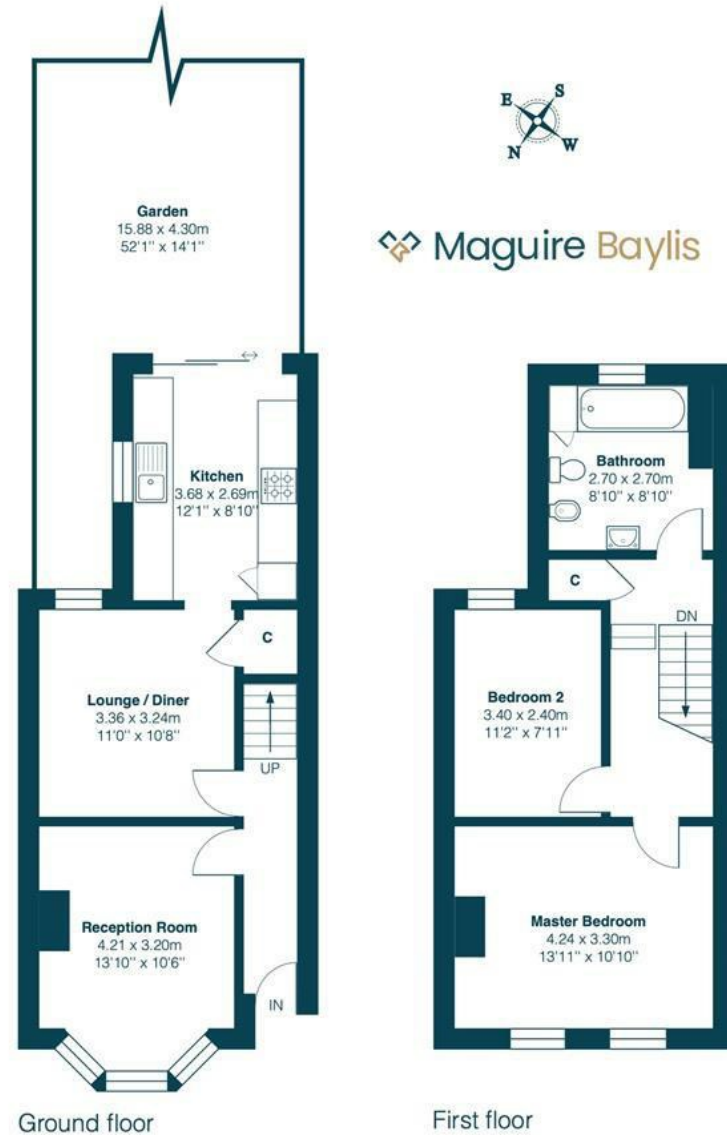 E S
N W
Maguire Baylis
Garden
15.88 x 4.30m
52'1" x 14'1"
Kitchen
3.68 x 2.69m
12'1" x 8'10"
C
Lounge / Diner
3.36 x 3.24m
11'0" x 10'8"
UP
Reception Room
4.21 x 3.20m
13'10" x 10'6"
IN
Ground floor
Bathroom
2.70 x 2.70m
8'10" x 8'10"
C
DN
Bedroom 2
3.40 x 2.40m
11'2" x 7'11"
Master Bedroom
4.24 x 3.30m
13'11" x 10'10"
First floor